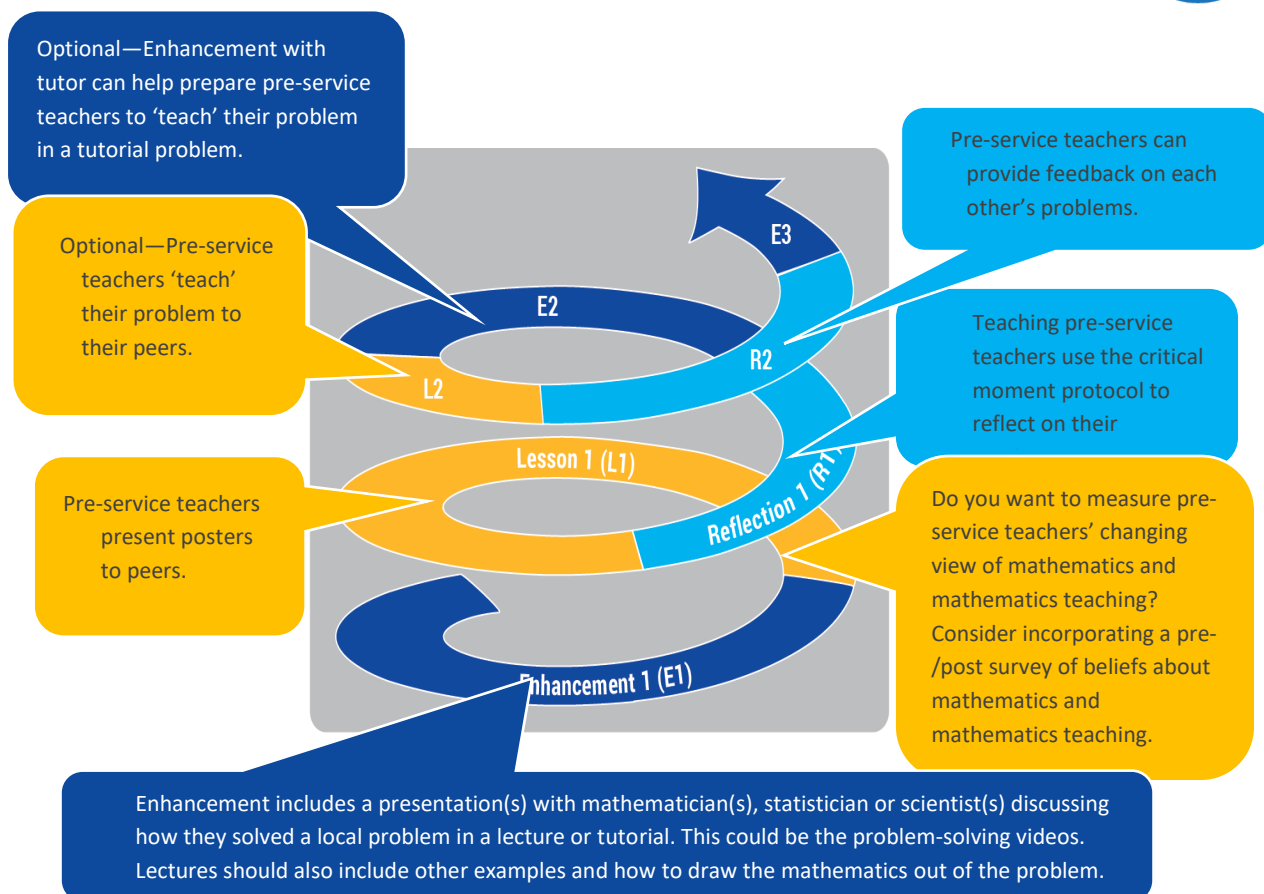 Optional—Enhancement with
tutor can help prepare pre-service
teachers to ‘teach’ their problem
in a tutorial problem.
Pre-service teachers can
provide feedback on each
other’s problems.
Optional—Pre-service
teachers ‘teach’
their problem to
their peers.
E3
E2
R2
L2
Teaching pre-service
teachers use the critical
moment protocol to
reflect on their
Lesson 1 (L1)
Reflection 1 (R1)
Pre-service teachers
present posters
to peers.
Do you want to measure pre-
service teachers’ changing
view of mathematics and
mathematics teaching?
Consider incorporating a pre-
/post survey of beliefs about
mathematics and
mathematics teaching.
Enhancement 1 (E1)
Enhancement includes a presentation(s) with mathematician(s), statistician or scientist(s) discussing
how they solved a local problem in a lecture or tutorial. This could be the problem-solving videos.
Lectures should also include other examples and how to draw the mathematics out of the problem.